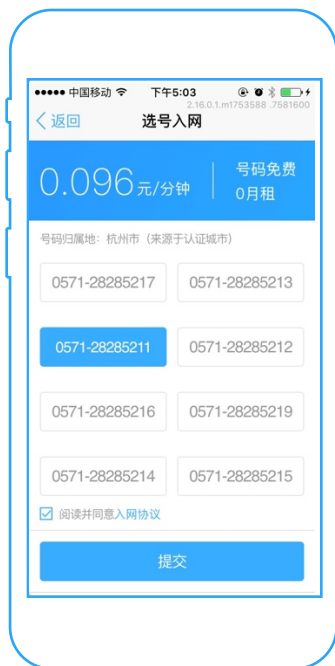 中国移动 下午5:03
2.16.0.1.m1753588 .7581600
返回 选号入网
0.096元/分钟 号码免费
0月租
号码归属地：杭州市（来源于认证城市）
0571-28285217 0571-28285213
0571-28285211 0571-28285212
0571-28285216 0571-28285219
0571-28285214 0571-28285215
阅读并同意入网协议
提交